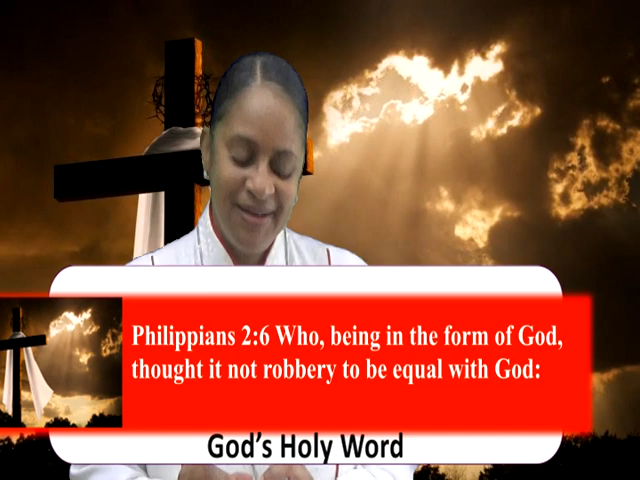 Philippians 2:6 Who, being in the form of God,
thought it not robbery to be equal with God:
God's Holy Word